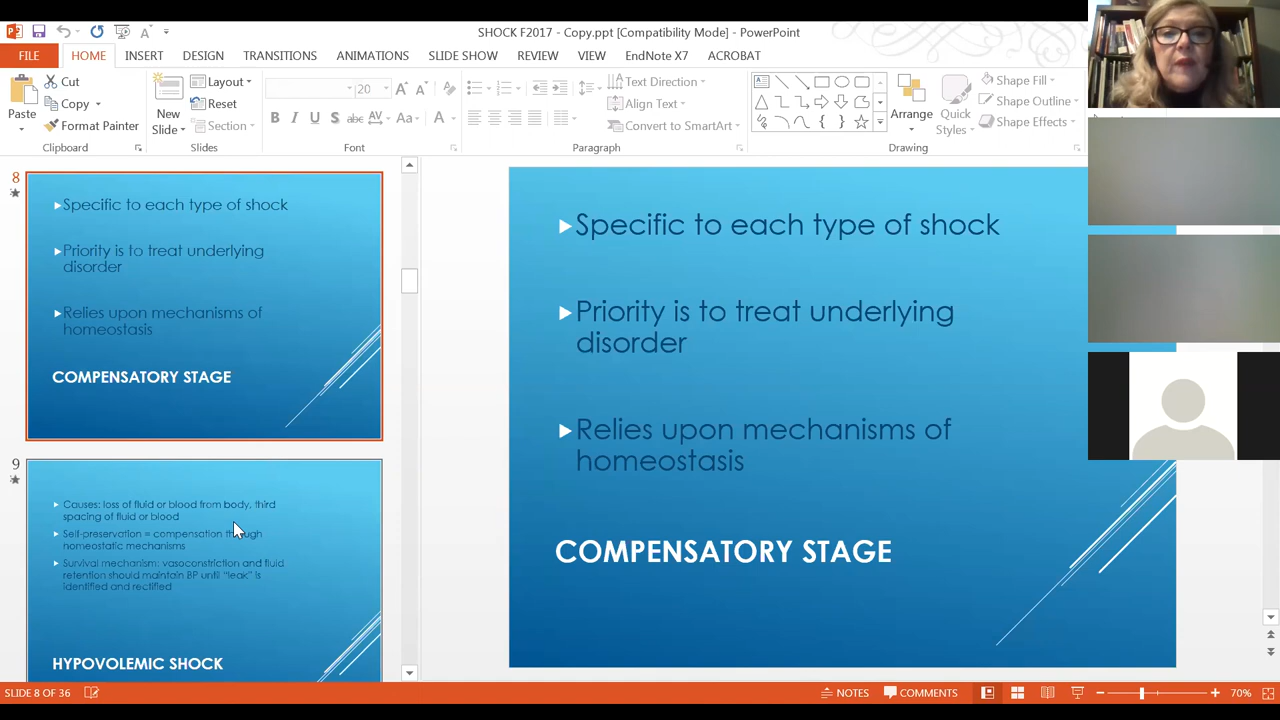 SHOCK F2017 - Copy.ppt [Compatibility Mode] - PowerPoint
FILE HOME INSERT DESIGN TRANSITIONS ANIMATIONS SLIDE SHOW REVIEW VIEW EndNote X7 ACROBAT
Paste
Cut
Copy
Format Painter
Clipboard
New
Slide
Layout
Reset
Slides
20
B I U S abc AV Aa A
Font
Text Direction
Align Text
Convert to SmartArt
Paragraph
Arrange
Quick
Styles
Shape Fill
Shape Outline
Shape Effects
Drawing
8
Specific to each type of shock
Priority is to treat underlying
disorder
Relies upon mechanisms of
homeostasis
COMPENSATORY STAGE
9
Causes: loss of fluid or blood from body, third
spacing of fluid or blood
Self-preservation = compensation through
homeostatic mechanisms
Survival mechanism: vasoconstriction and fluid
retention should maintain BP until "leak" is
identified and rectified
HYPOVOLEMIC SHOCK
Specific to each type of shock
Priority is to treat underlying
disorder
Relies upon mechanisms of
homeostasis
COMPENSATORY STAGE
SLIDE 8 OF 36 NOTES COMMENTS 70%